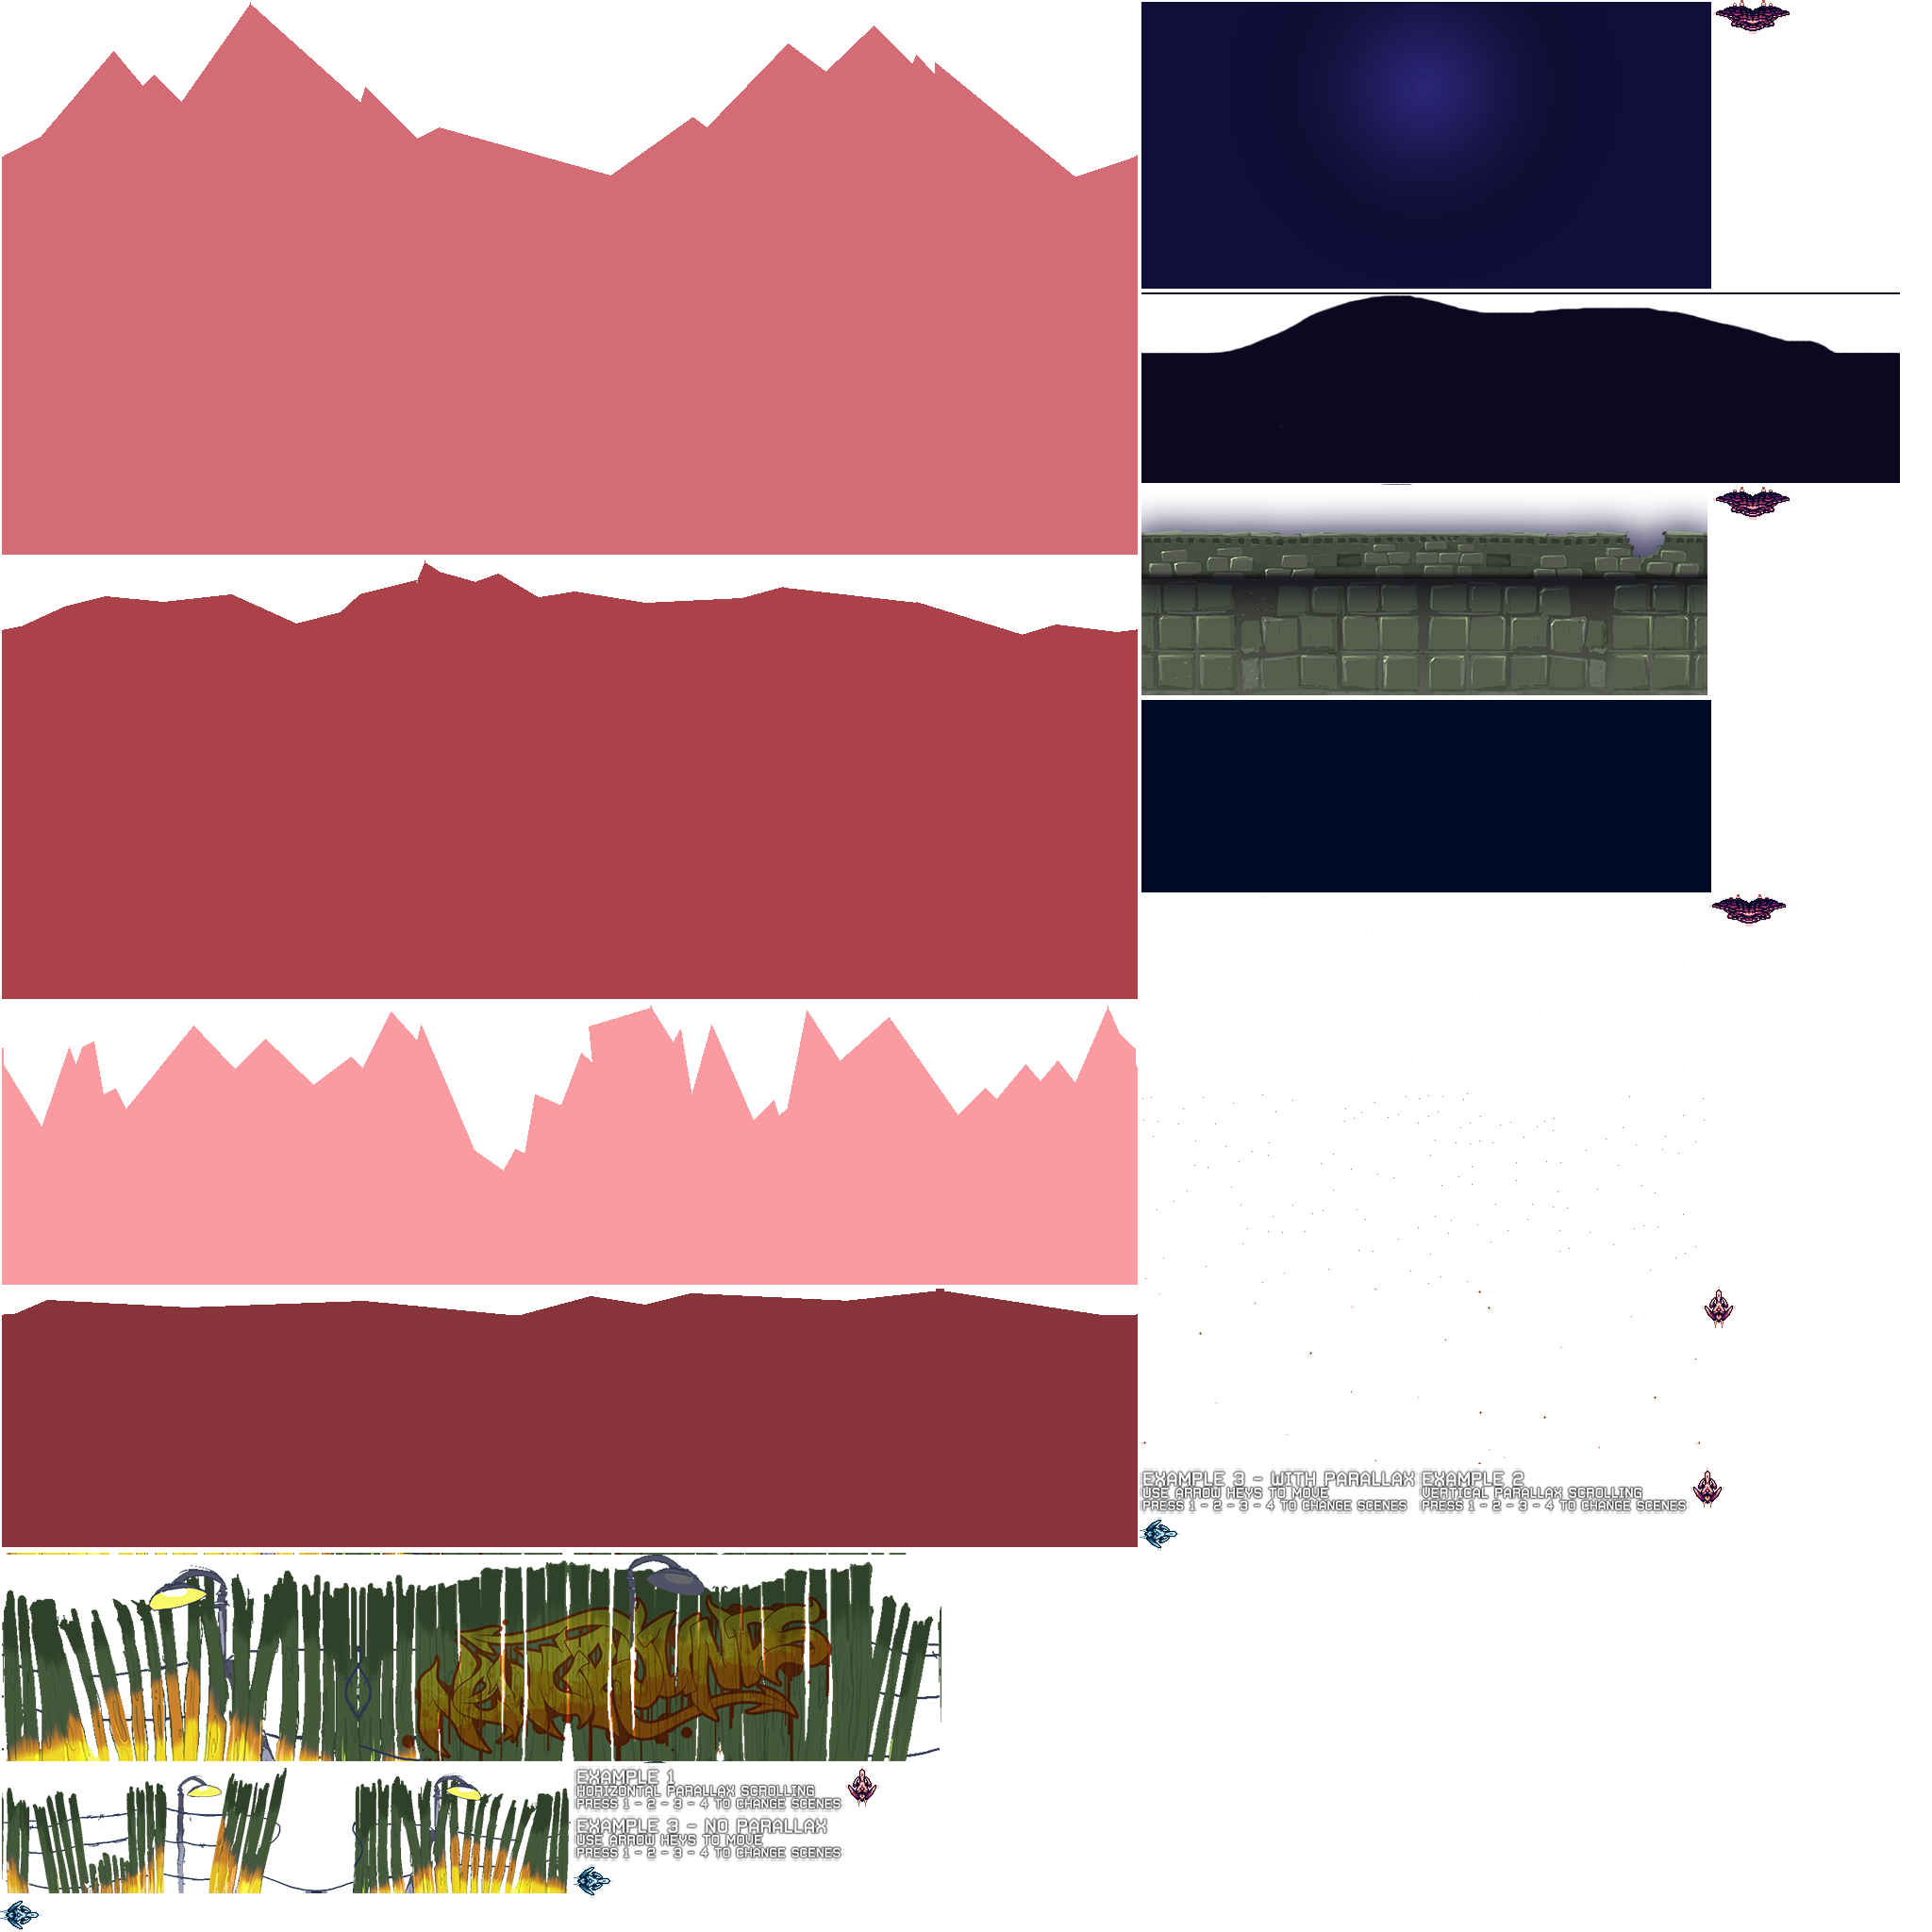 EXAMPLE 3 - WITH PARALLAX
USE ARROW KEYS TO MOVE
PRESS 1 - 2 - 3 - 4 TO CHANGE SCENES
EXAMPLE 2
VERTICAL PARALLAX SCROLLING
PRESS 1 - 2 - 3 - 4 TO CHANGE SCENES
EXAMPLE 1
HORIZONTAL PARALLAX SCROLLING
PRESS 1 - 2 - 3 - 4 TO CHANGE SCENES
EXAMPLE 3 - NO PARALLAX
USE ARROW KEYS TO MOVE
PRESS 1 - 2 - 3 - 4 TO CHANGE SCENES